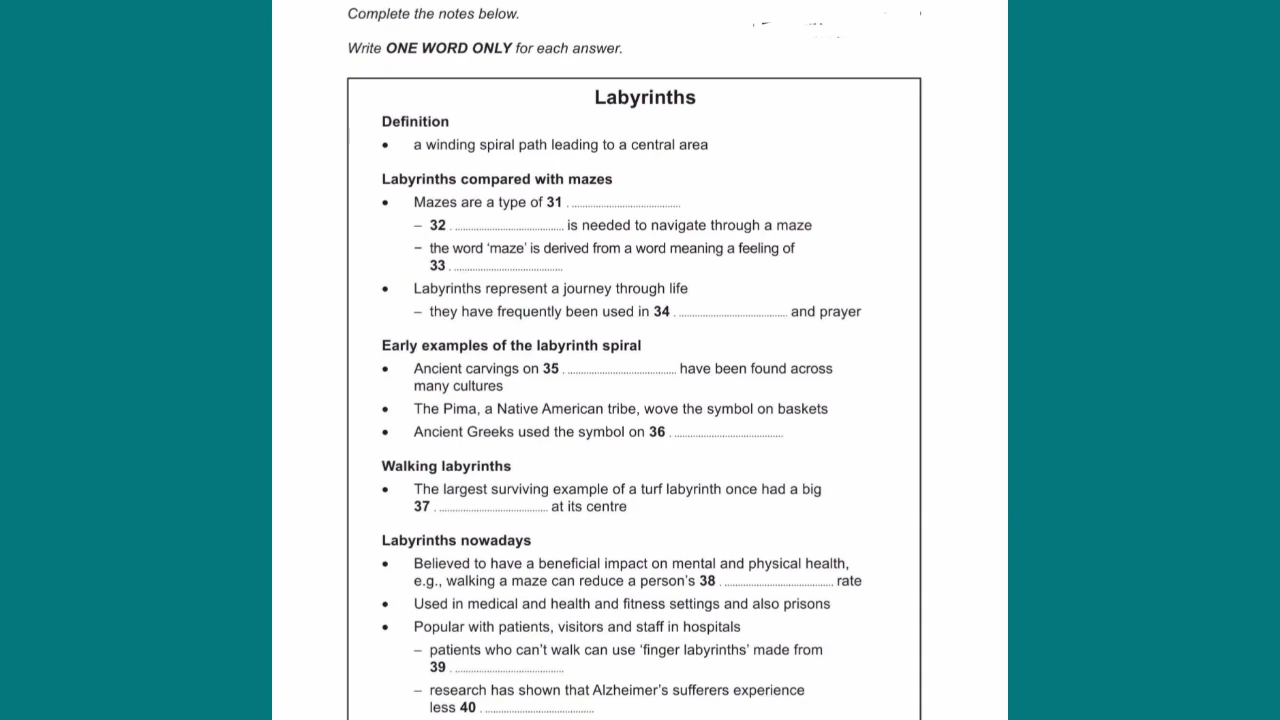 Complete the notes below.
Write ONE WORD ONLY for each answer.
Labyrinths
Definition
• a winding spiral path leading to a central area
Labyrinths compared with mazes
• Mazes are a type of 31 ....................................
– 32 .................................... is needed to navigate through a maze
– the word ‘maze’ is derived from a word meaning a feeling of
33 ....................................
• Labyrinths represent a journey through life
– they have frequently been used in 34 .................................... and prayer
Early examples of the labyrinth spiral
• Ancient carvings on 35 .................................... have been found across
many cultures
• The Pima, a Native American tribe, wove the symbol on baskets
• Ancient Greeks used the symbol on 36 ....................................
Walking labyrinths
• The largest surviving example of a turf labyrinth once had a big
37 .................................... at its centre
Labyrinths nowadays
• Believed to have a beneficial impact on mental and physical health,
e.g., walking a maze can reduce a person’s 38 .................................... rate
• Used in medical and health and fitness settings and also prisons
• Popular with patients, visitors and staff in hospitals
– patients who can’t walk can use ‘finger labyrinths’ made from
39 ....................................
– research has shown that Alzheimer’s sufferers experience
less 40 ....................................